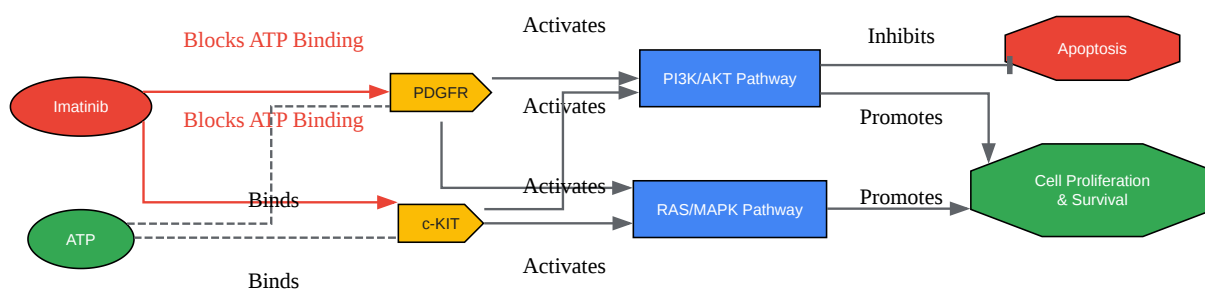 Blocks ATP Binding
Activates
Inhibits
Apoptosis
Imatinib
PDGFR
PI3K/AKT Pathway
Blocks ATP Binding
Activates
Promotes
Binds
Activates
Promotes
Cell Proliferation
& Survival
RAS/MAPK Pathway
c-KIT
ATP
Binds
Activates